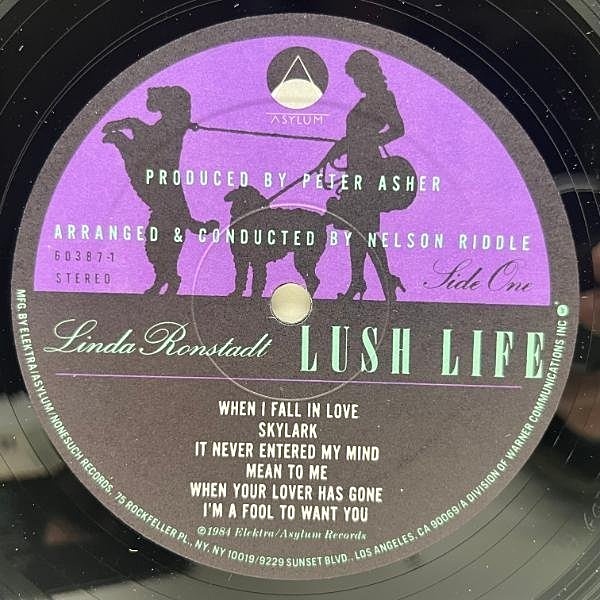 ASYLUM
PRODUCED BY PETER ASHER
ARRANGED & CONDUCTED BY NELSON RIDDLE
60387-1
STEREO
Side One
Linda Ronstadt
LUSH LIFE
WHEN I FALL IN LOVE
SKYLARK
IT NEVER ENTERED MY MIND
MEAN TO ME
WHEN YOUR LOVER HAS GONE
I'M A FOOL TO WANT YOU
℗1984 Elektra/Asylum Records
MFG. BY ELEKTRA/ASYLUM/NONESUCH RECORDS, 75 ROCKFELLER PL., NY, NY 10019/9229 SUNSET BLVD., LOS ANGELES, CA 90069/A DIVISION OF WARNER COMMUNICATIONS INC